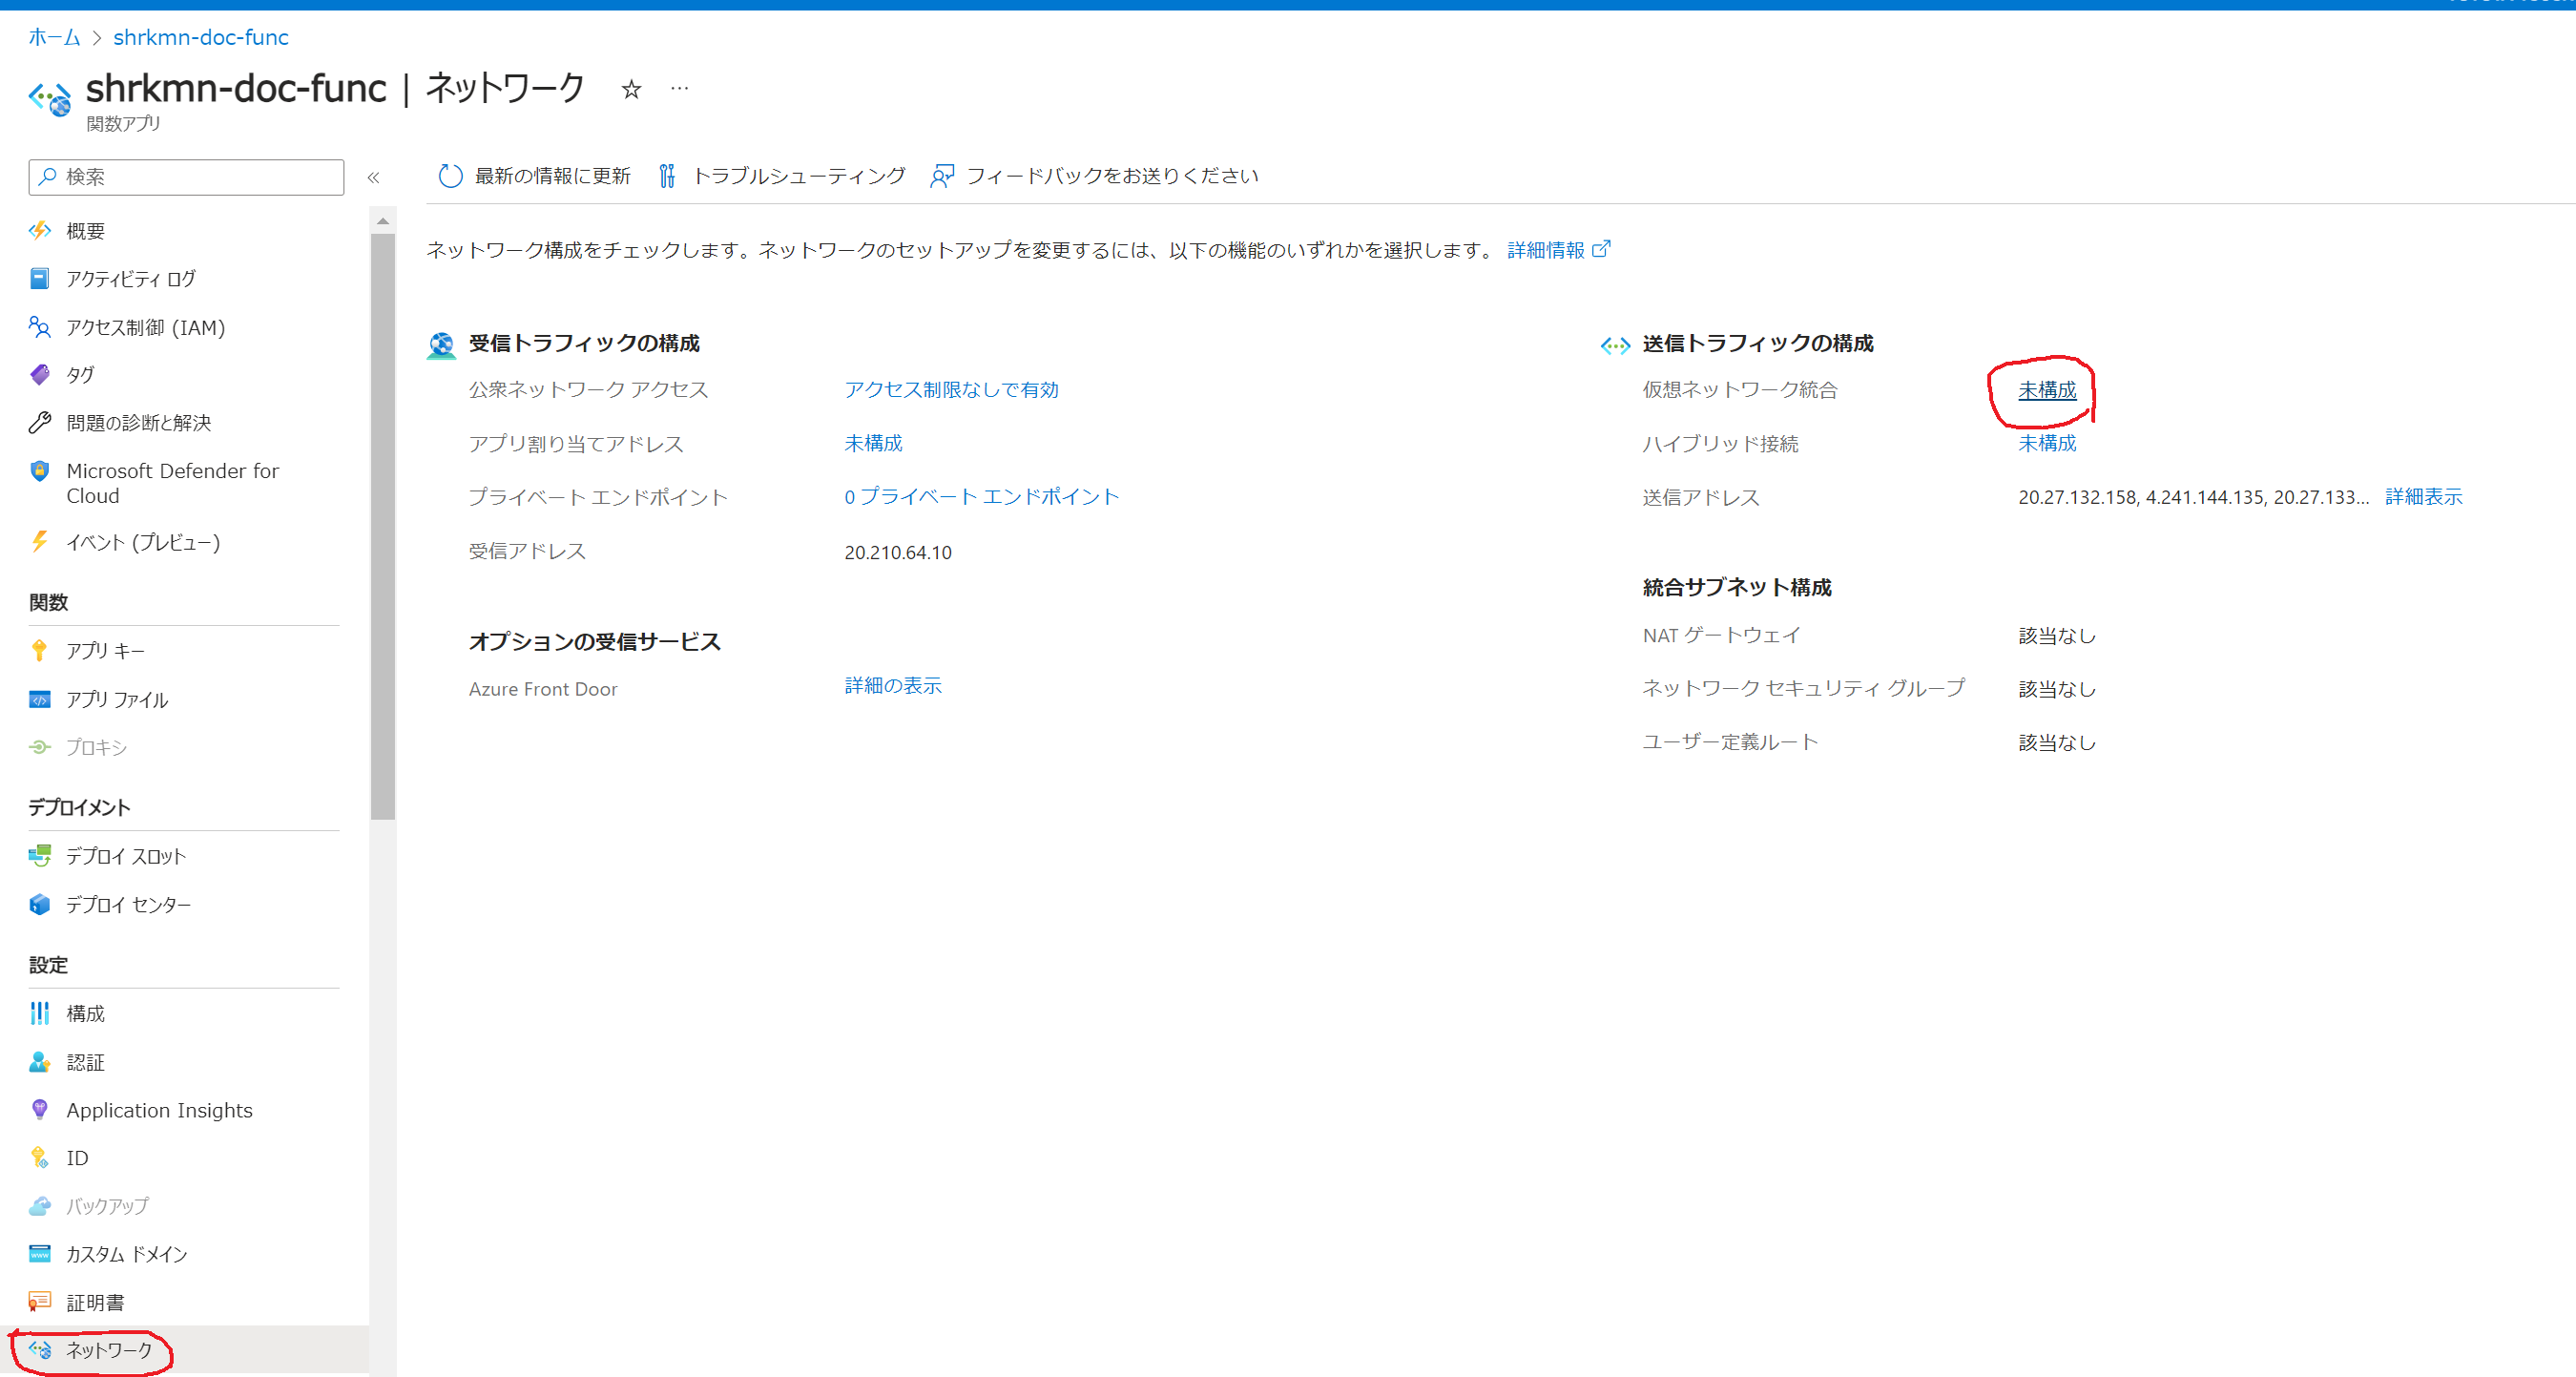 ホーム > shrkmn-doc-func
shrkmn-doc-func | ネットワーク ☆ …
関数アプリ
検索
«
概要
アクティビティ ログ
アクセス制御 (IAM)
タグ
問題の診断と解決
Microsoft Defender for
Cloud
イベント (プレビュー)
関数
アプリ キー
アプリ ファイル
プロキシ
デプロイメント
デプロイ スロット
デプロイ センター
設定
構成
認証
Application Insights
ID
バックアップ
カスタム ドメイン
証明書
ネットワーク
最新の情報に更新 トラブルシューティング フィードバックをお送りください
ネットワーク構成をチェックします。ネットワークのセットアップを変更するには、以下の機能のいずれかを選択します。 詳細情報
受信トラフィックの構成
公衆ネットワーク アクセス アクセス制限なしで有効
アプリ割り当てアドレス 未構成
プライベート エンドポイント 0 プライベート エンドポイント
受信アドレス 20.210.64.10
オプションの受信サービス
Azure Front Door 詳細の表示
送信トラフィックの構成
仮想ネットワーク統合 未構成
ハイブリッド接続 未構成
送信アドレス 20.27.132.158, 4.241.144.135, 20.27.133... 詳細表示
統合サブネット構成
NAT ゲートウェイ 該当なし
ネットワーク セキュリティ グループ 該当なし
ユーザー定義ルート 該当なし